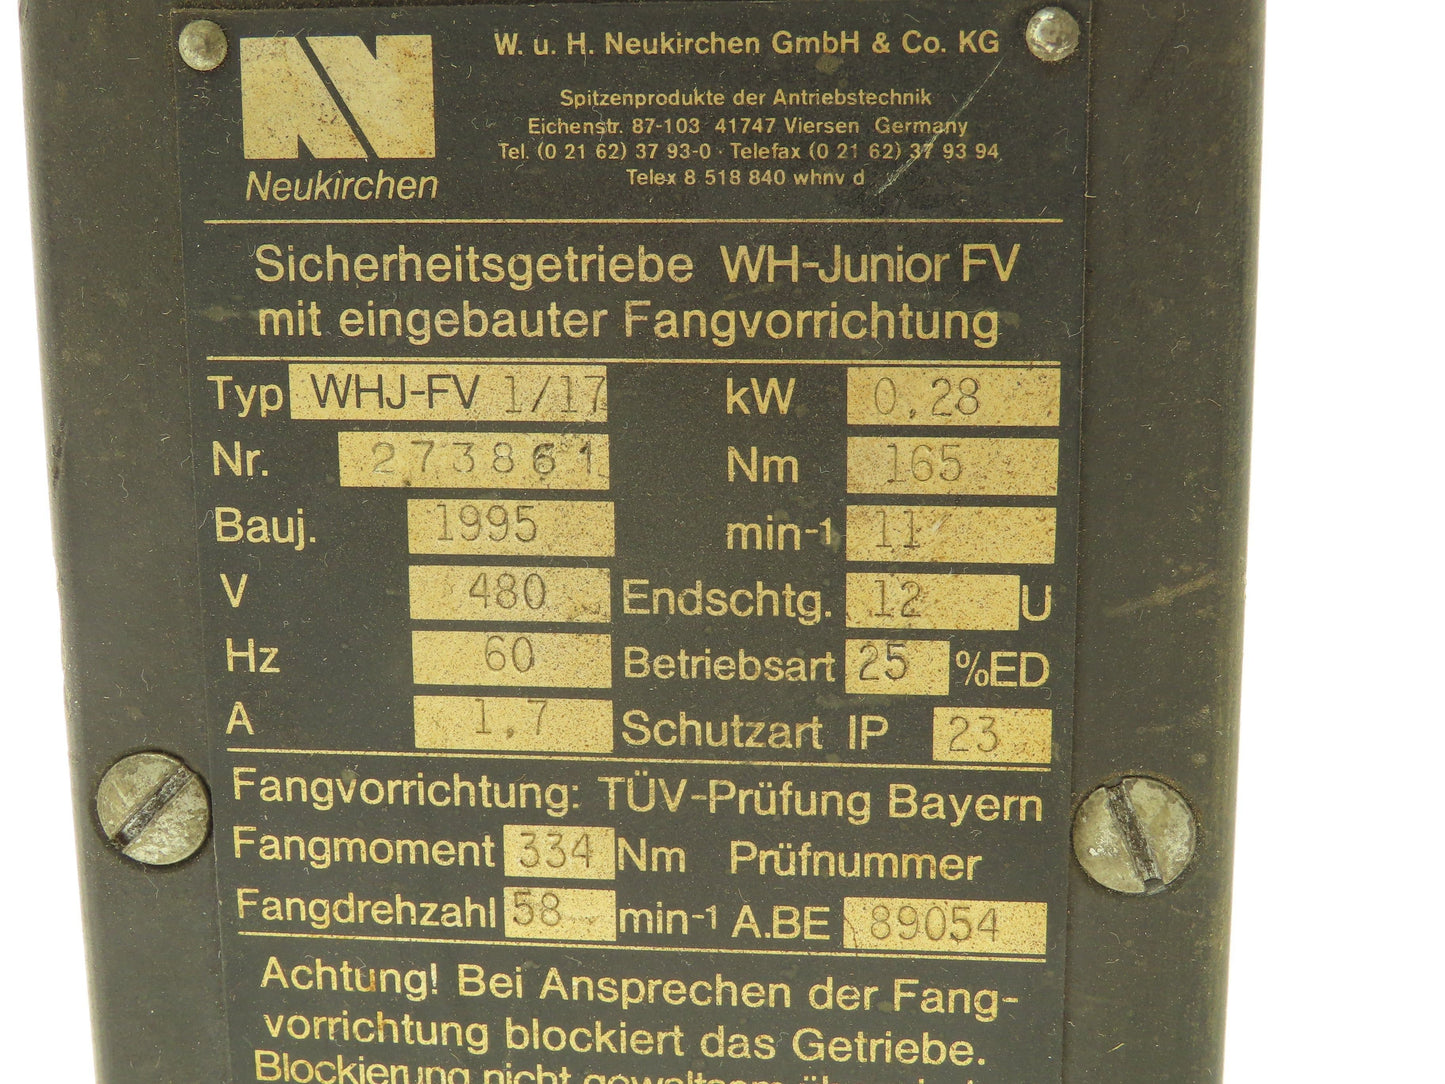 W. u. H. Neukirchen GmbH & Co. KG
Spitzenprodukte der Antriebstechnik
Eichenstr. 87-103 41747 Viersen Germany
Tel. (0 21 62) 37 93-0 · Telefax (0 21 62) 37 93 94
Telex 8 518 840 whnv d
Neukirchen
Sicherheitsgetriebe WH-Junior FV
mit eingebauter Fangvorrichtung
Typ WHJ-FV 1/17 kW 0,28
Nr. 273861 Nm 165
Bauj. 1995 min-1 11
V 480 Endschtg. 12 U
Hz 60 Betriebsart 25 %ED
A 1,7 Schutzart IP 23
Fangvorrichtung: TÜV-Prüfung Bayern
Fangmoment 334 Nm Prüfnummer
Fangdrehzahl 58 min-1 A.BE 89054
Achtung! Bei Ansprechen der Fang-
vorrichtung blockiert das Getriebe.
Blockierung nicht gewaltsam